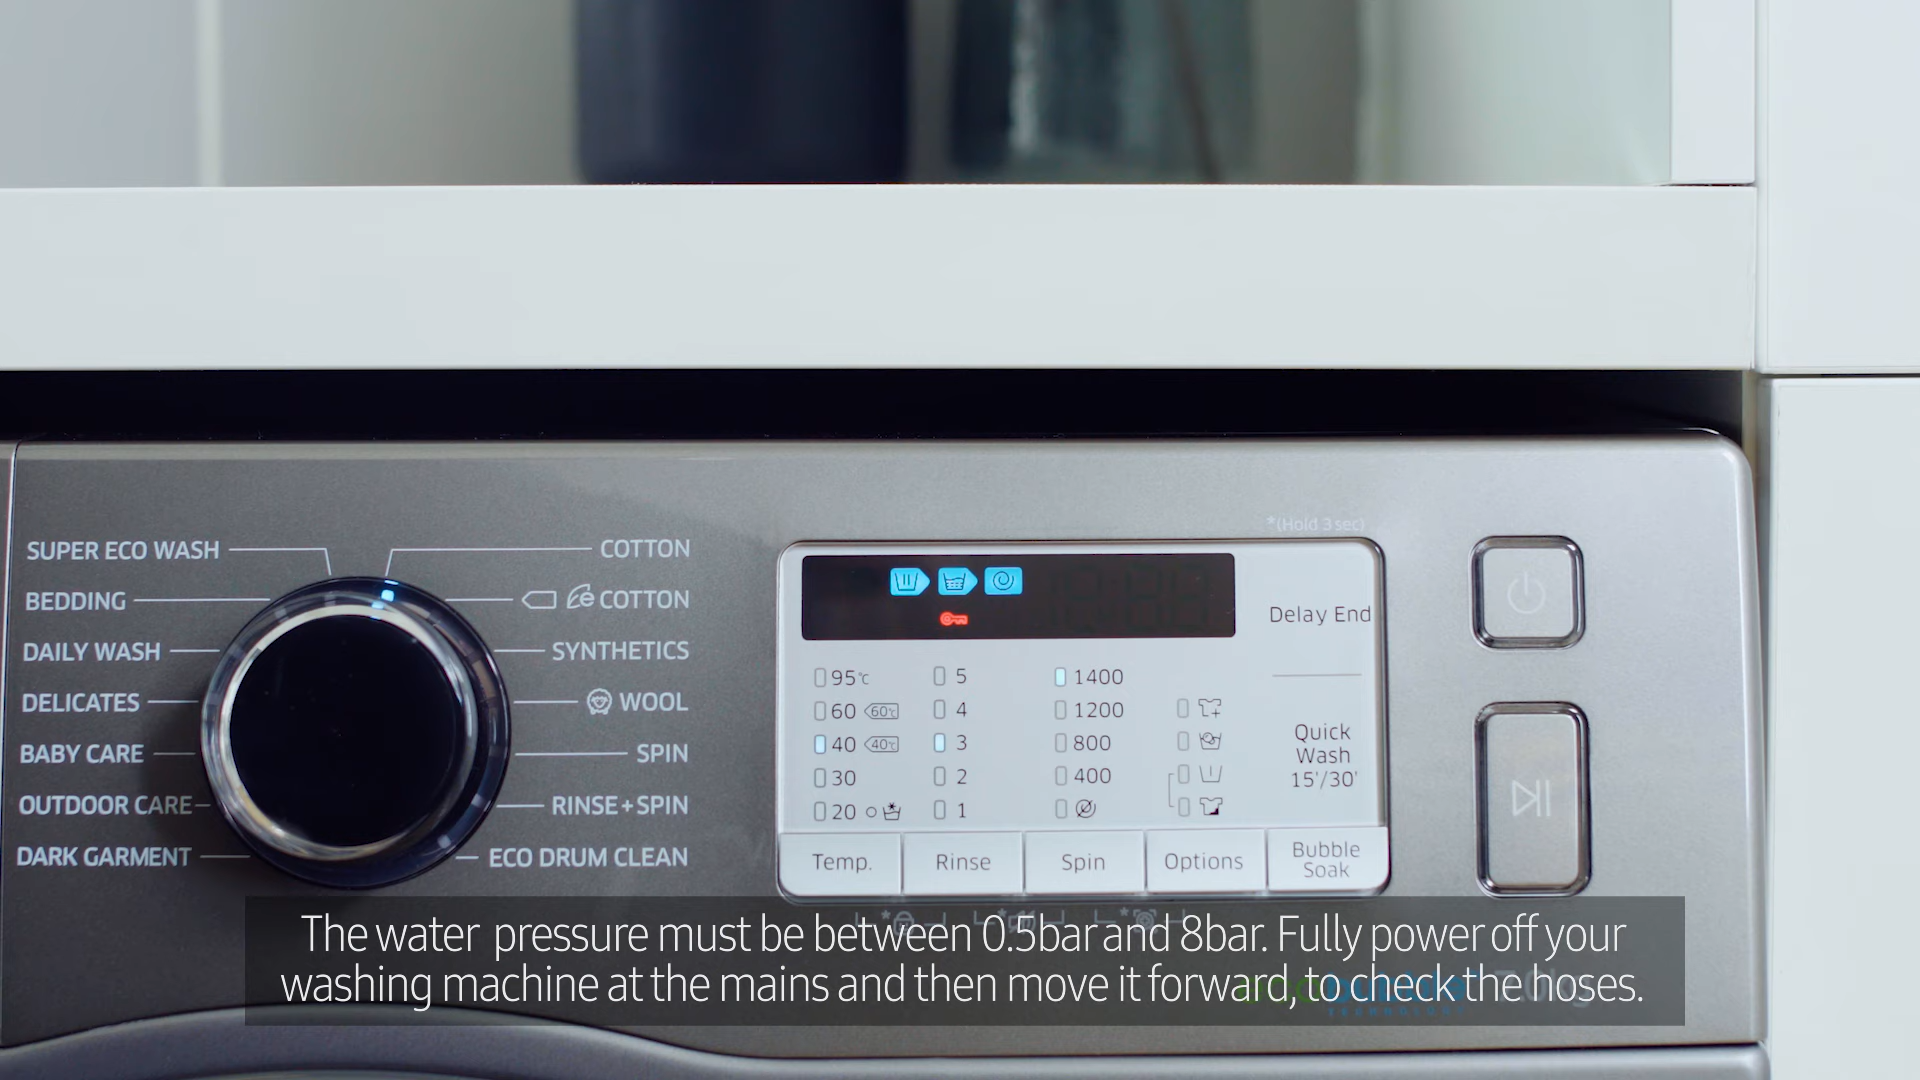 *(Hold 3 sec)
SUPER ECO WASH
BEDDING
DAILY WASH
DELICATES
BABY CARE
OUTDOOR CARE
DARK GARMENT
COTTON
e COTTON
SYNTHETICS
WOOL
SPIN
RINSE+SPIN
ECO DRUM CLEAN
Delay End
95℃ 5 1400
60 60℃ 4 1200
40 40℃ 3 800
30 2 400
20 1
Quick
Wash
15'/30'
Temp. Rinse Spin Options Bubble
Soak
The water pressure must be between 0.5bar and 8bar. Fully power off your
washing machine at the mains and then move it forward, to check the hoses.
TECHNOLOGY